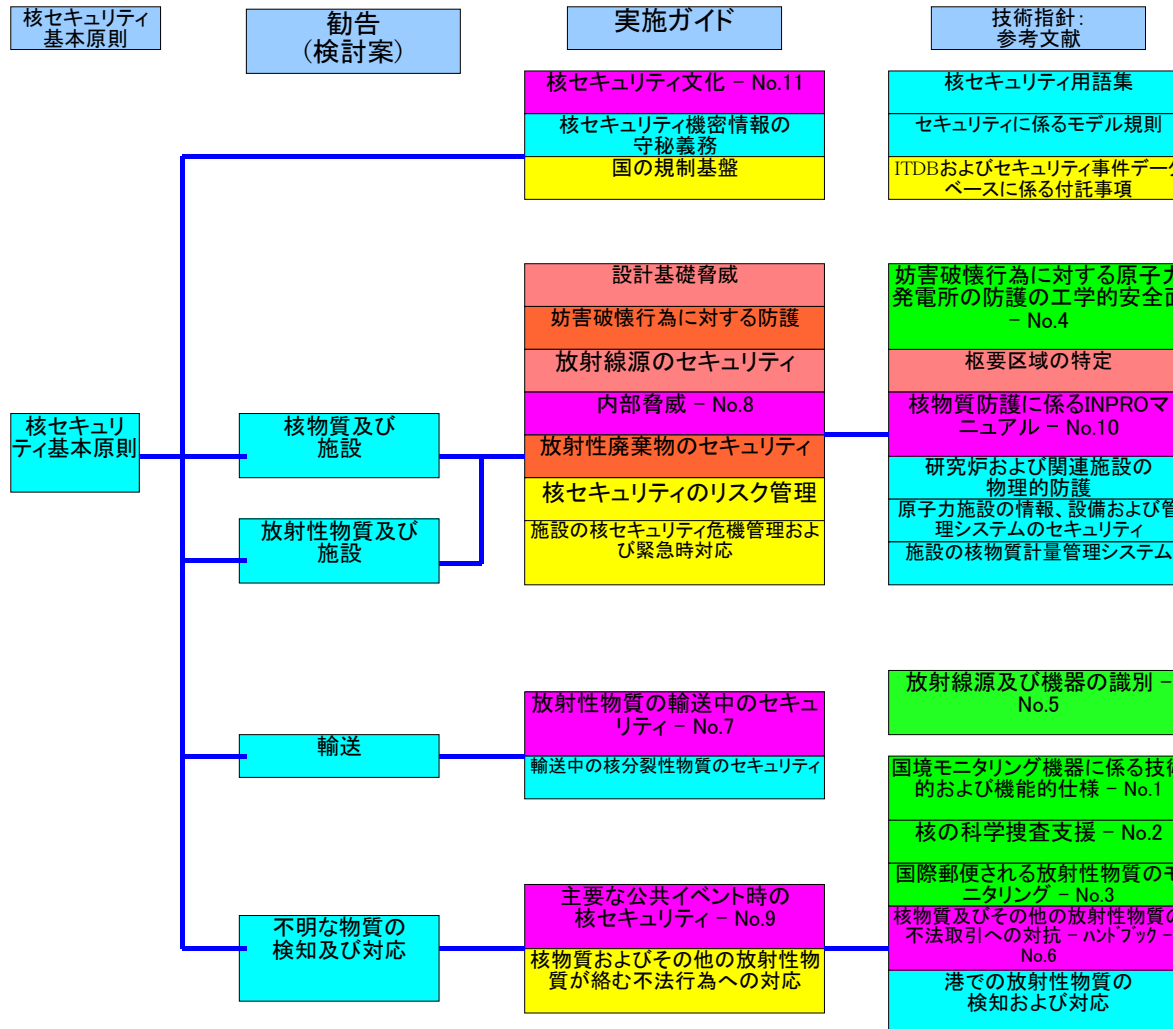 核セキュリティ
基本原則
勧告
(検討案)
実施ガイド
技術指針:
参考文献
核セキュリティ文化 − No.11
核セキュリティ機密情報の
守秘義務
国の規制基盤
核セキュリティ用語集
セキュリティに係るモデル規則
ITDBおよびセキュリティ事件データ
ベースに係る付託事項
設計基礎脅威
妨害破壊行為に対する防護
放射線源のセキュリティ
内部脅威 − No.8
放射性廃棄物のセキュリティ
核セキュリティのリスク管理
施設の核セキュリティ危機管理およ
び緊急時対応
妨害破壊行為に対する原子力
発電所の防護の工学的安全面
− No.4
枢要区域の特定
核物質防護に係るINPROマ
ニュアル − No.10
研究炉および関連施設の
物理的防護
原子力施設の情報、設備および管
理システムのセキュリティ
施設の核物質計量管理システム
核セキュリ
ティ基本原則
核物質及び
施設
放射性物質及び
施設
輸送
不明な物質の
検知及び対応
放射性物質の輸送中のセキュ
リティ − No.7
輸送中の核分裂性物質のセキュリティ
放射線源及び機器の識別 −
No.5
国境モニタリング機器に係る技術
的および機能的仕様 − No.1
核の科学捜査支援 − No.2
国際郵便される放射性物質のモ
ニタリング − No.3
核物質及びその他の放射性物質の
不法取引への対抗 − ハンドブック −
No.6
港での放射性物質の
検知および対応
主要な公共イベント時の
核セキュリティ − No.9
核物質およびその他の放射性物
質が絡む不法行為への対応